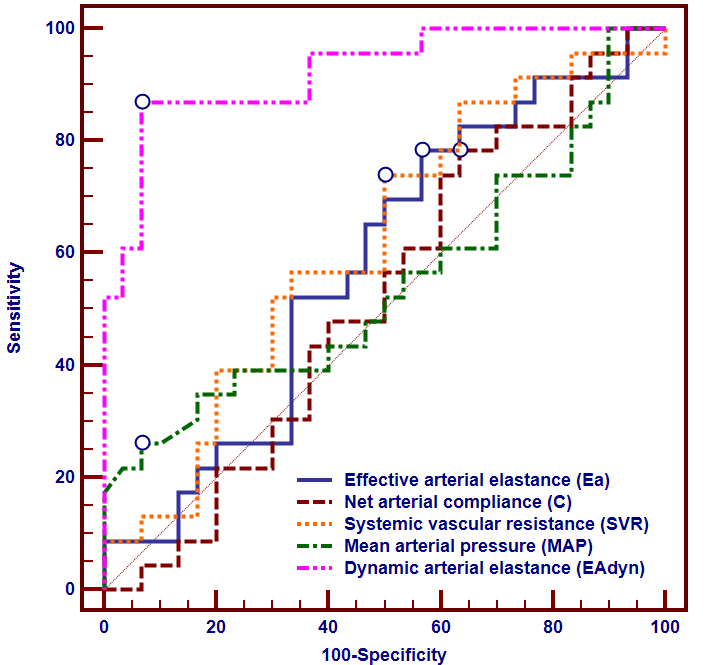 100
80
60
40
20
0
Sensitivity
Effective arterial elastance (Ea)
Net arterial compliance (C)
Systemic vascular resistance (SVR)
Mean arterial pressure (MAP)
Dynamic arterial elastance (EAdyn)
0 20 40 60 80 100
100-Specificity